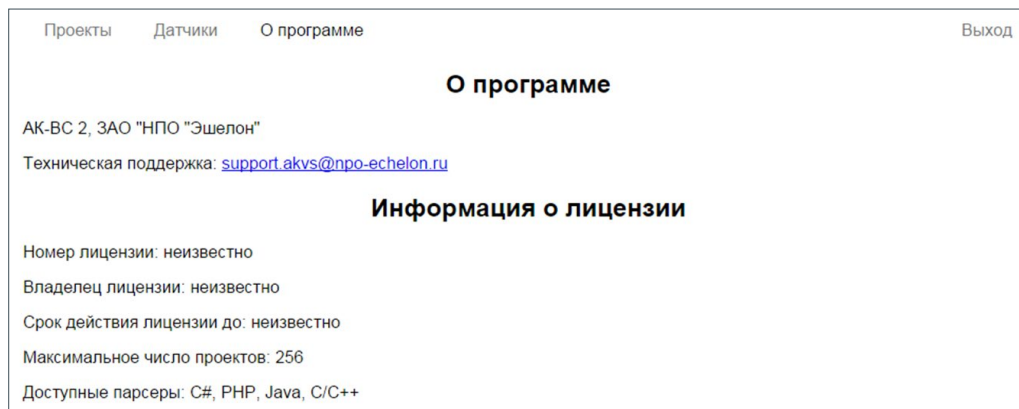 Проекты Датчики О программе Выход
О программе
АК-ВС 2, ЗАО "НПО "Эшелон"
Техническая поддержка: support.akvs@npo-echelon.ru
Информация о лицензии
Номер лицензии: неизвестно
Владелец лицензии: неизвестно
Срок действия лицензии до: неизвестно
Максимальное число проектов: 256
Доступные парсеры: C#, PHP, Java, C/C++